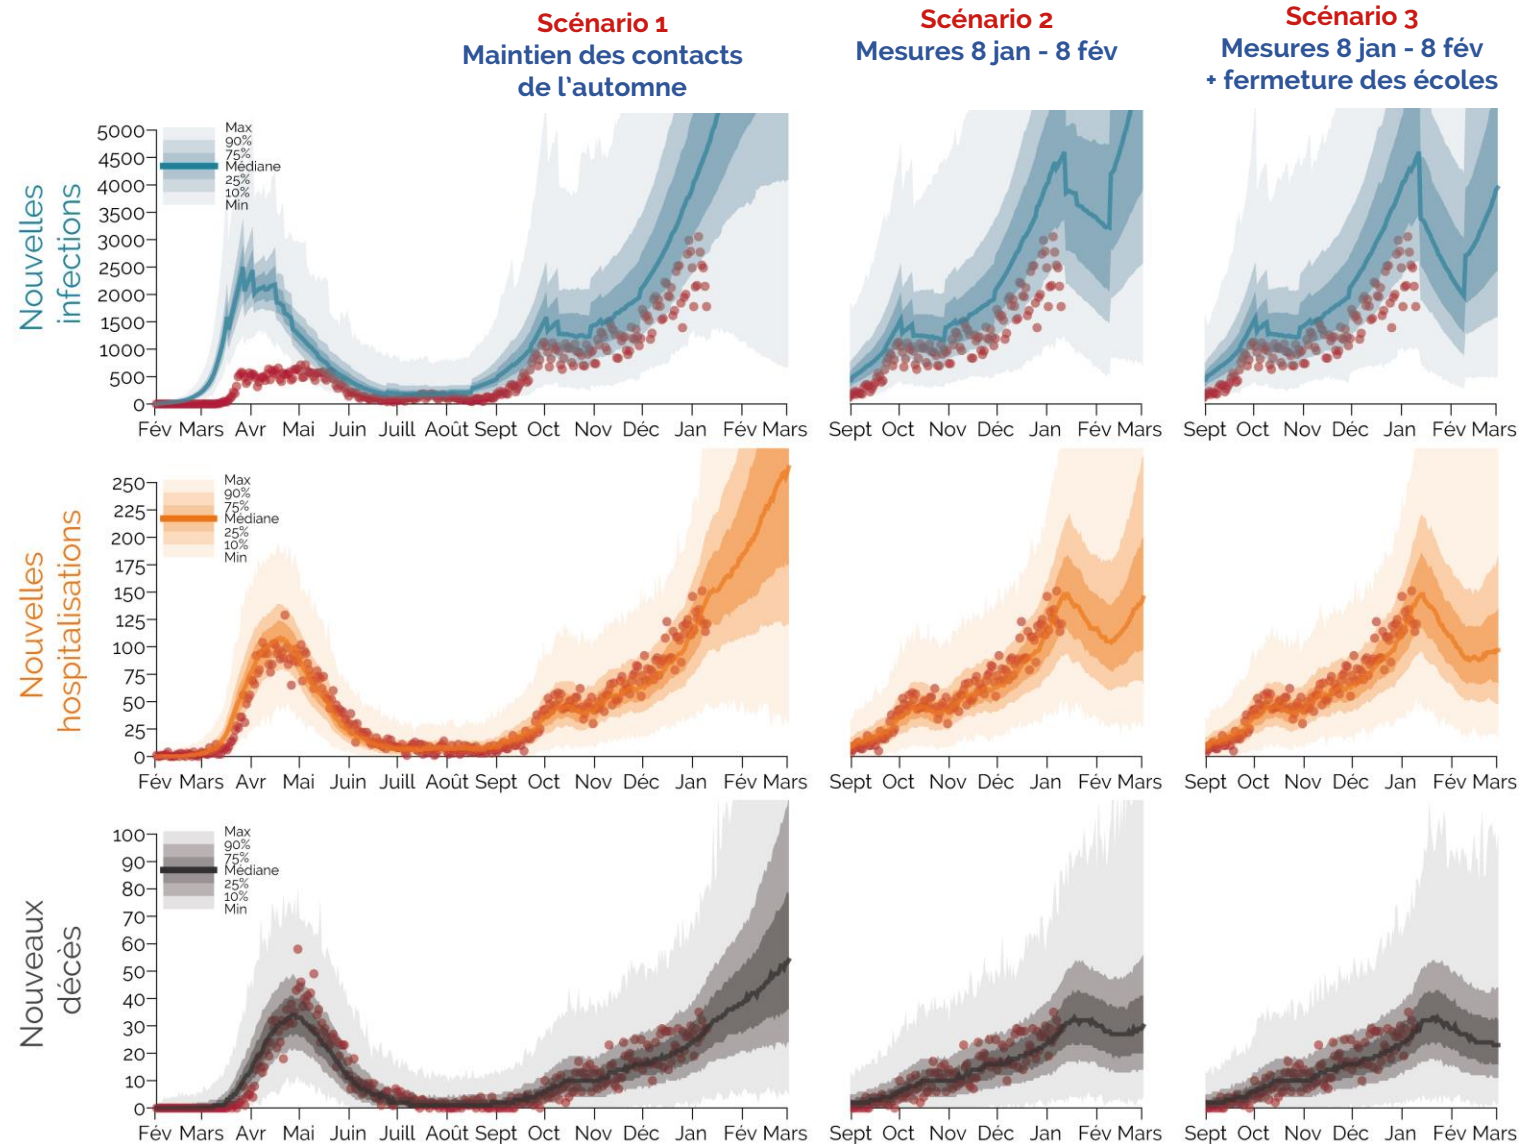 Scénario 1
Maintien des contacts
de l'automne
Scénario 2
Mesures 8 jan - 8 fév
Scénario 3
Mesures 8 jan - 8 fév
+ fermeture des écoles
Nouvelles
infections
5000
4500
4000
3500
3000
2500
2000
1500
1000
500
0
Max
90%
75%
Médiane
25%
10%
Min
Fév Mars Avr Mai Juin Juill Août Sept Oct Nov Déc Jan Fév Mars
Sept Oct Nov Déc Jan Fév Mars
Sept Oct Nov Déc Jan Fév Mars
Nouvelles
hospitalisations
250
225
200
175
150
125
100
75
50
25
0
Max
90%
75%
Médiane
25%
10%
Min
Fév Mars Avr Mai Juin Juill Août Sept Oct Nov Déc Jan Fév Mars
Sept Oct Nov Déc Jan Fév Mars
Sept Oct Nov Déc Jan Fév Mars
Nouveaux
décès
100
90
80
70
60
50
40
30
20
10
0
Max
90%
75%
Médiane
25%
10%
Min
Fév Mars Avr Mai Juin Juill Août Sept Oct Nov Déc Jan Fév Mars
Sept Oct Nov Déc Jan Fév Mars
Sept Oct Nov Déc Jan Fév Mars